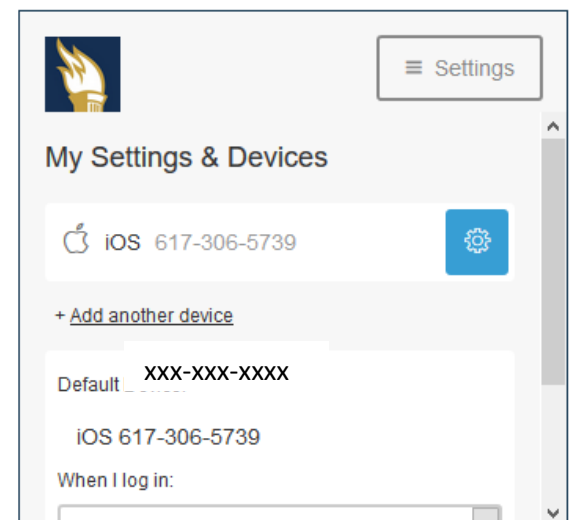 ≡ Settings
My Settings & Devices
iOS 617-306-5739
+ Add another device
xxx-xxx-xxxx
Default
iOS 617-306-5739
When I log in: